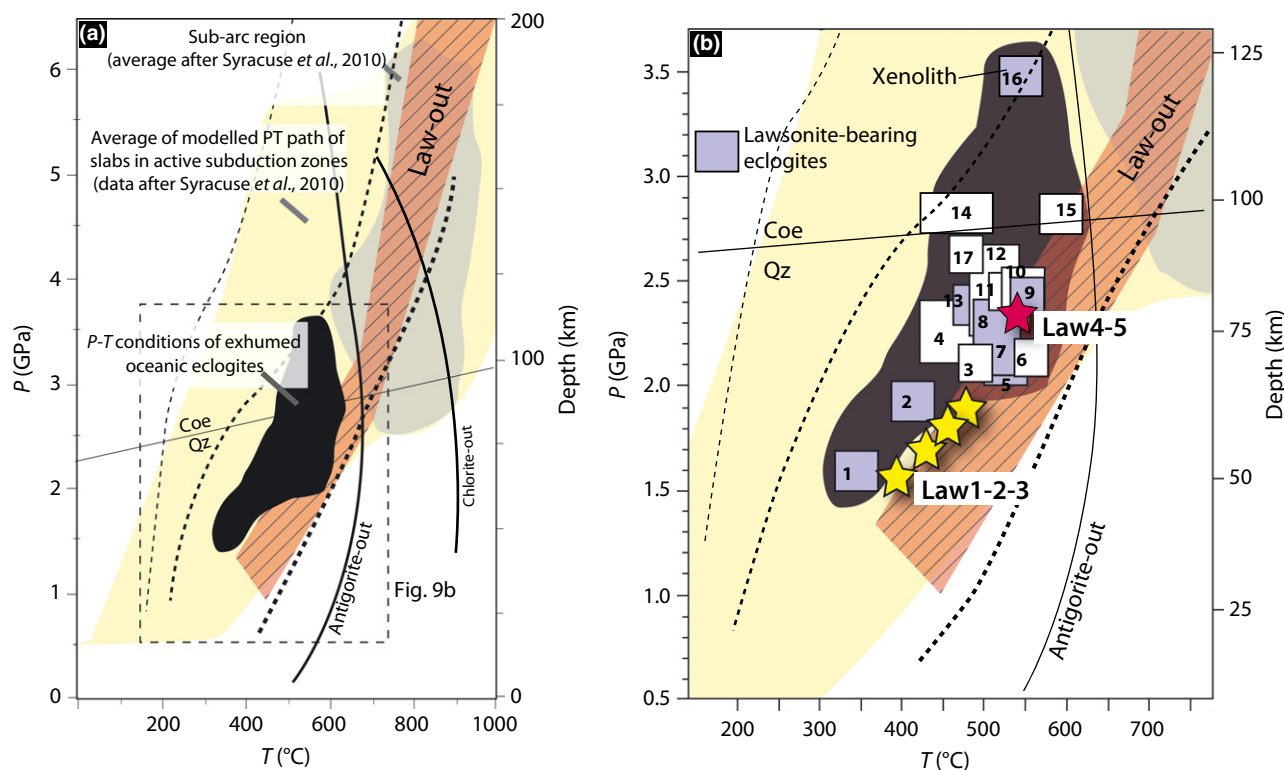 (a)
Sub-arc region
(average after Syracuse et al., 2010)
Average of modelled PT path of
slabs in active subduction zones
(data after Syracuse et al., 2010)
P-T conditions of exhumed
oceanic eclogites
Law-out
Coe
Qz
Antigorite-out
Chlorite-out
Fig. 9b
P (GPa)
6
5
4
3
2
1
0
200
100
0
Depth (km)
200
400
600
800
1000
T (°C)
(b)
Xenolith
16
Lawsonite-bearing
eclogites
Law-out
14
15
Coe
Qz
17
12
10
11
13
9
8
4
7
Law4-5
3
6
5
2
1
Law1-2-3
Antigorite-out
P (GPa)
3.5
3.0
2.5
2.0
1.5
1.0
0.5
125
100
75
50
25
Depth (km)
200
300
400
500
600
700
T (°C)